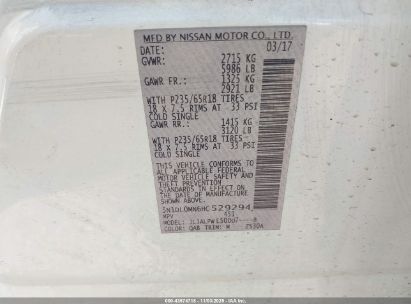 MFD BY NISSAN MOTOR CO., LTD.
DATE: 03/17
GVWR: 2715 KG
5986 LB
GAWR FR.: 1325 KG
2921 LB
WITH P235/65R18 TIRES
18 x 7.5 RIMS AT 33 PSI
COLD SINGLE
GAWR RR.: 1415 KG
3120 LB
WITH P235/65R18 TIRES
18 x 7.5 RIMS AT 33 PSI
COLD SINGLE
THIS VEHICLE CONFORMS TO ALL
APPLICABLE FEDERAL
MOTOR VEHICLE SAFETY AND
THEFT PREVENTION
STANDARDS IN EFFECT ON THE
DATE OF MANUFACTURE
SHOWN ABOVE.
5N1DL0MN6HC 529294
MPV
MODEL:
COLOR: QAB TRIM: